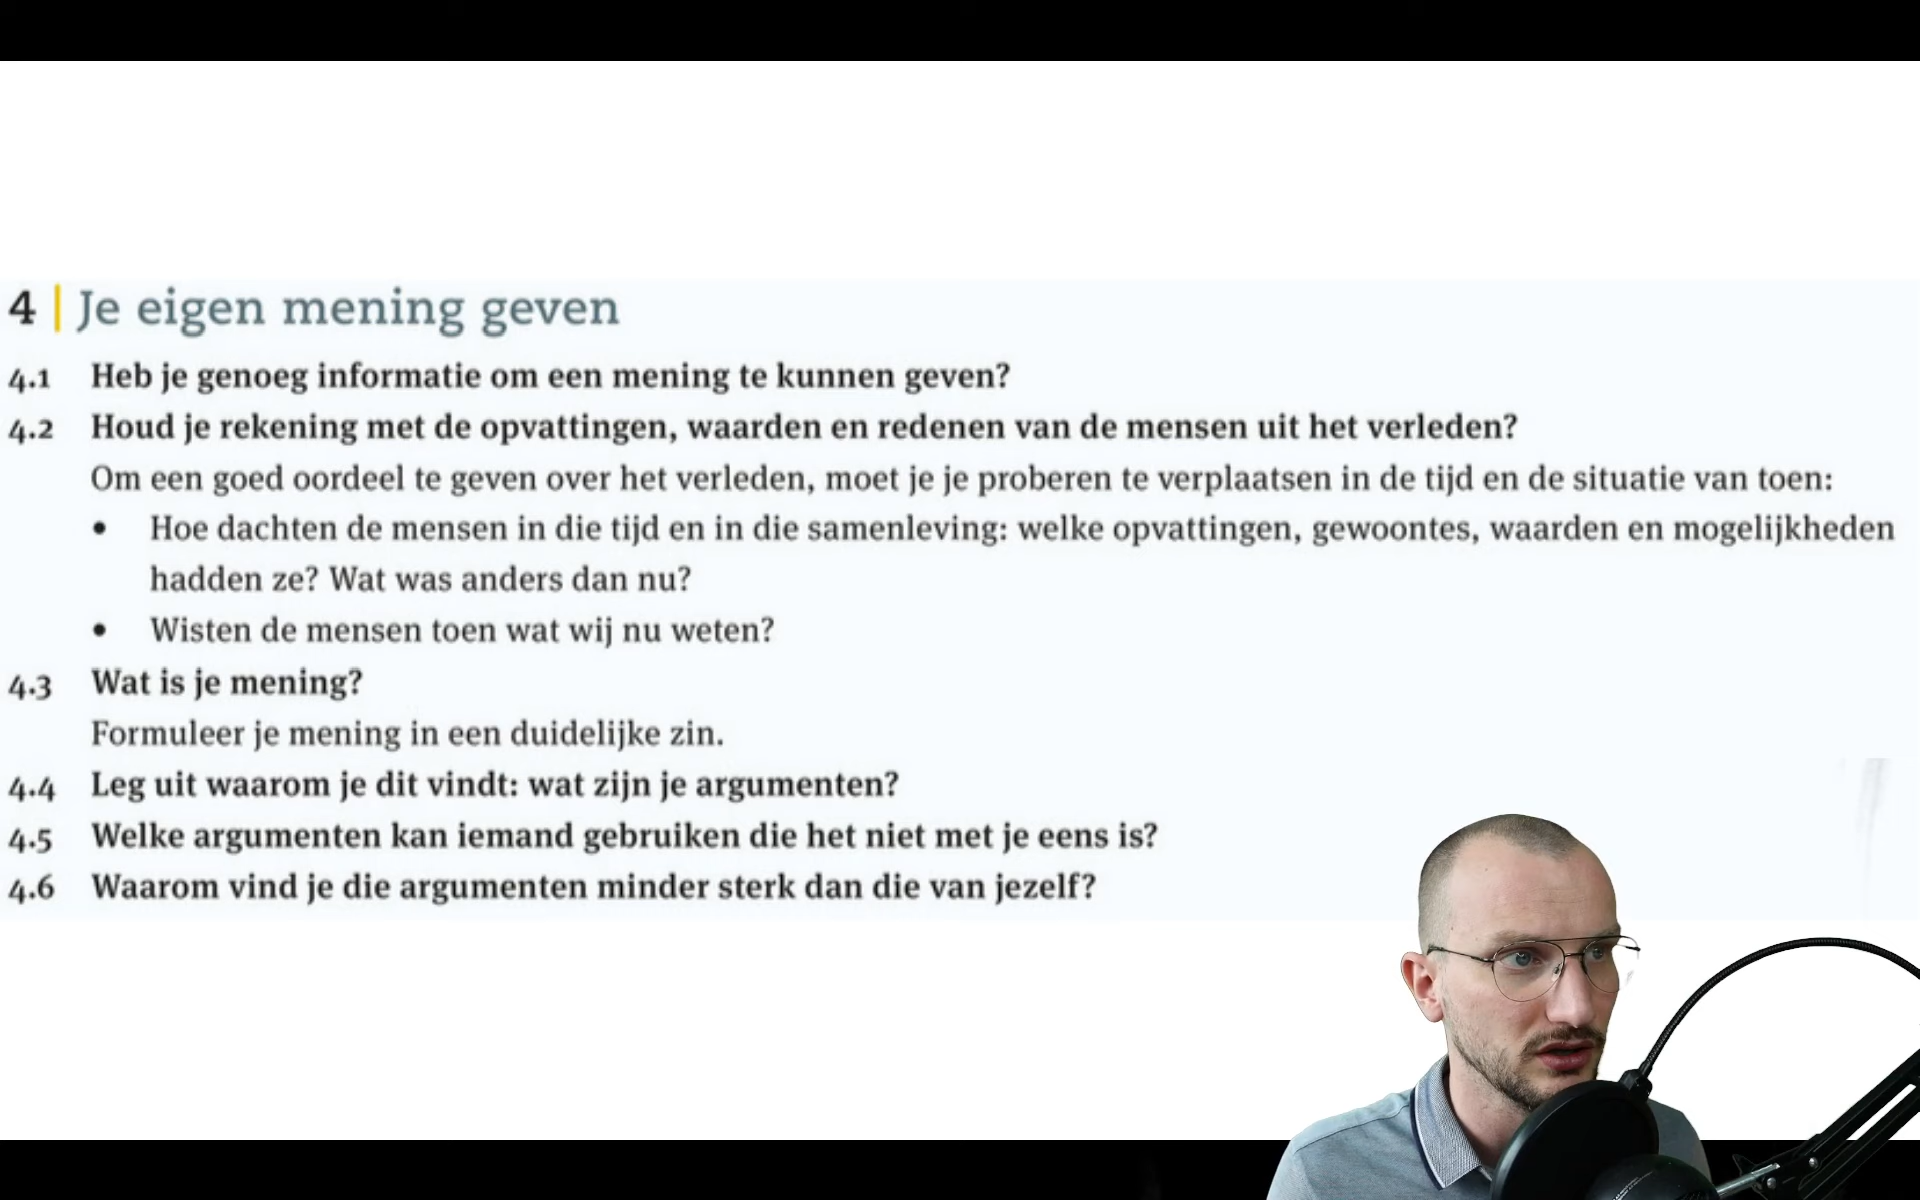 4 | Je eigen mening geven
4.1 Heb je genoeg informatie om een mening te kunnen geven?
4.2 Houd je rekening met de opvattingen, waarden en redenen van de mensen uit het verleden?
Om een goed oordeel te geven over het verleden, moet je je proberen te verplaatsen in de tijd en de situatie van toen:
• Hoe dachten de mensen in die tijd en in die samenleving: welke opvattingen, gewoontes, waarden en mogelijkheden
hadden ze? Wat was anders dan nu?
• Wisten de mensen toen wat wij nu weten?
4.3 Wat is je mening?
Formuleer je mening in een duidelijke zin.
4.4 Leg uit waarom je dit vindt: wat zijn je argumenten?
4.5 Welke argumenten kan iemand gebruiken die het niet met je eens is?
4.6 Waarom vind je die argumenten minder sterk dan die van jezelf?